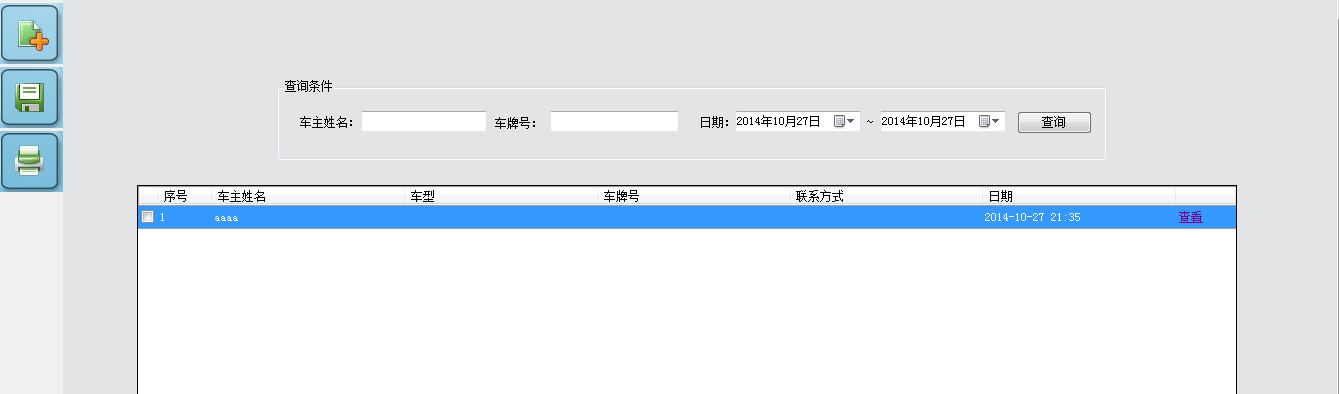 查询条件
车主姓名： 车牌号： 日期： 2014年10月27日 ~ 2014年10月27日 查询
序号 车主姓名 车型 车牌号 联系方式 日期
1 aaaa 2014-10-27 21:35 查看